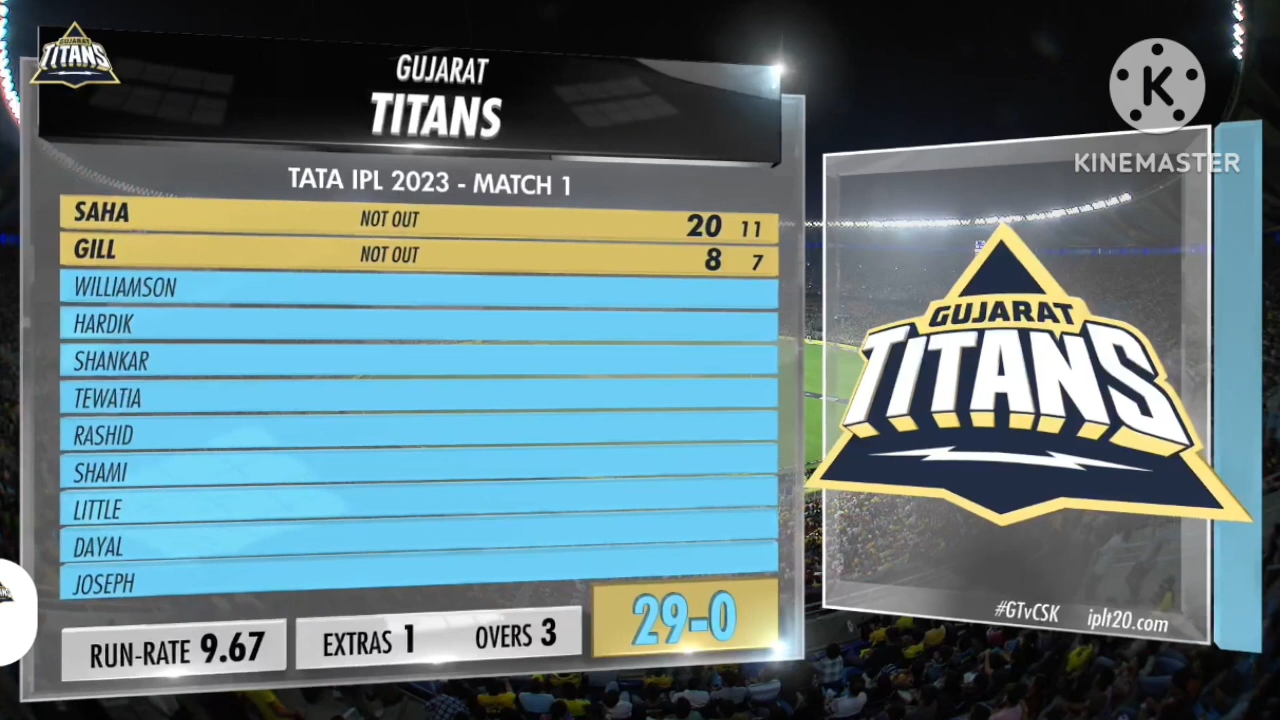 GUJARAT
TITANS
GUJARAT
TITANS
K
KINEMASTER
TATA IPL 2023 - MATCH 1
SAHA NOT OUT 20 11
GILL NOT OUT 8 7
WILLIAMSON
HARDIK
SHANKAR
TEWATIA
RASHID
SHAMI
LITTLE
DAYAL
JOSEPH
RUN-RATE 9.67 EXTRAS 1 OVERS 3 29-0
GUJARAT
TITANS
#GTvCSK iplt20.com